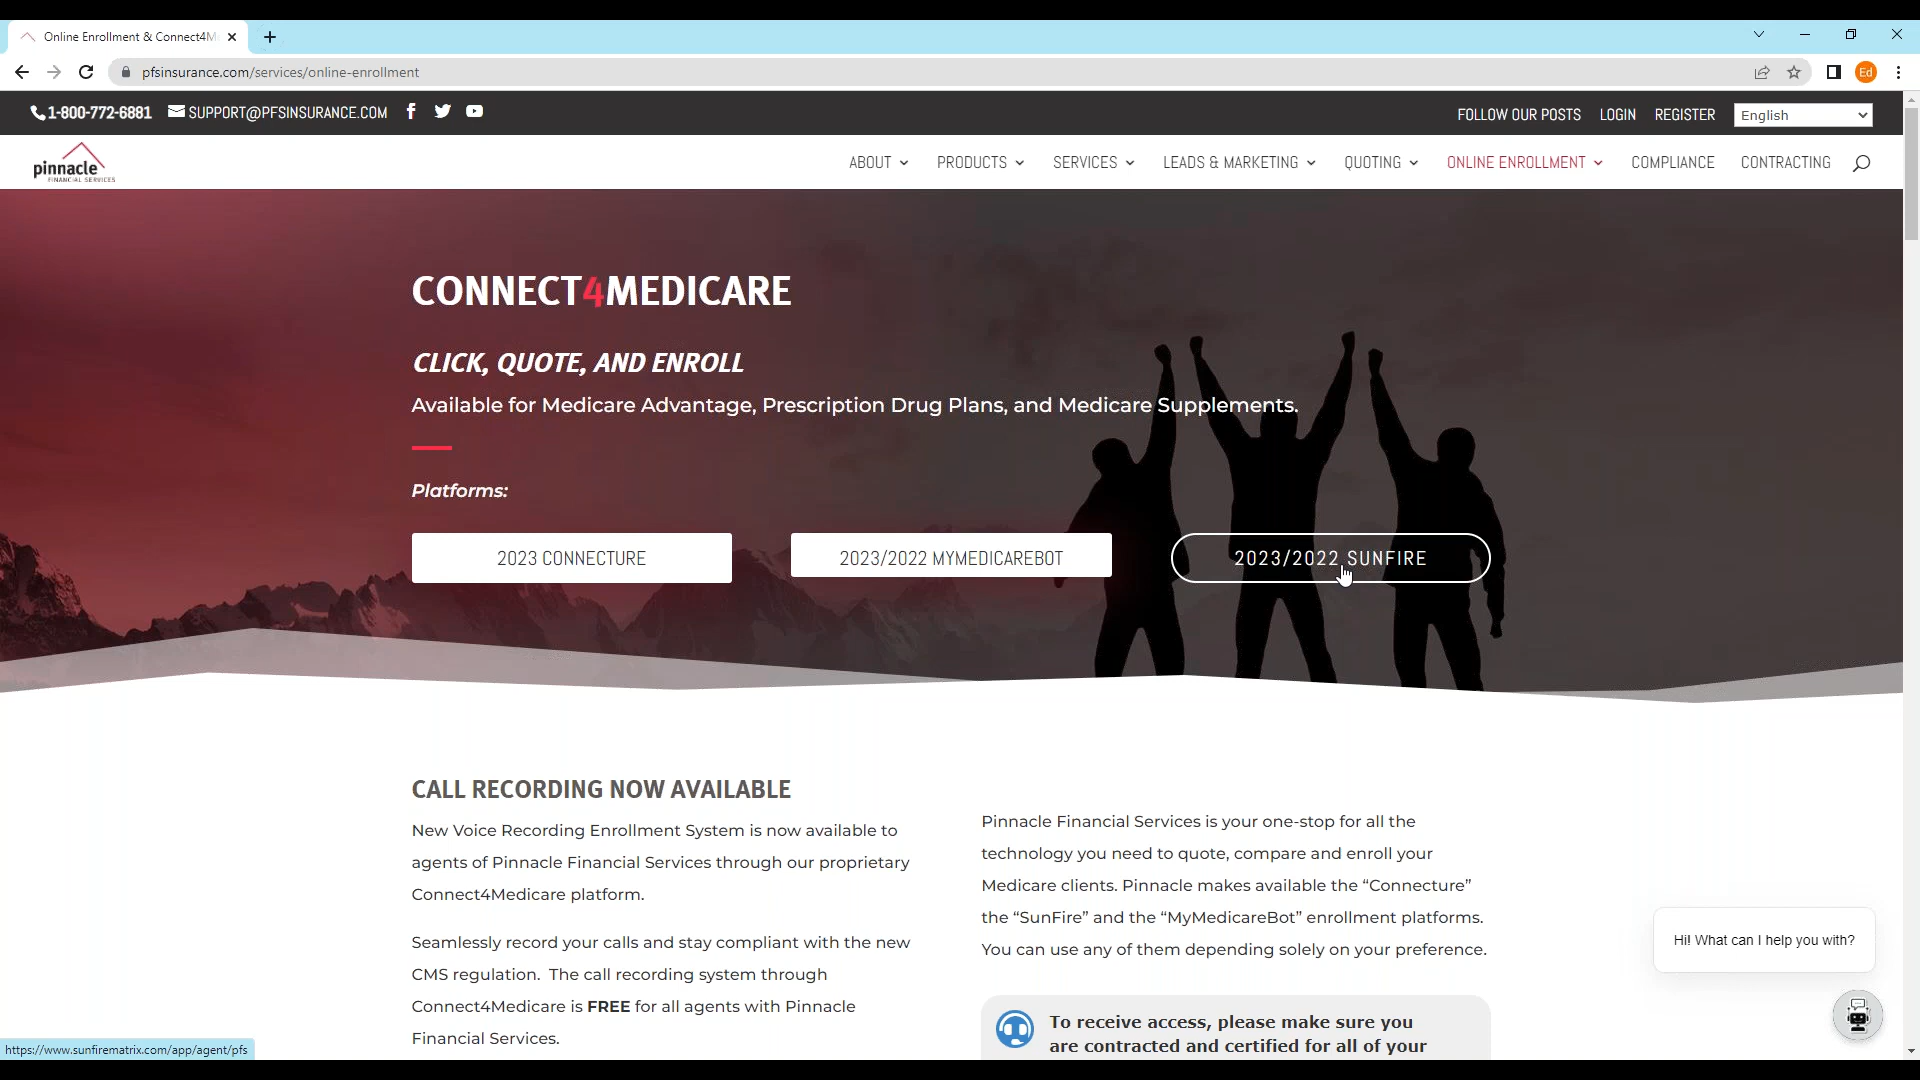 Online Enrollment & Connect4M
pfsinsurance.com/services/online-enrollment
Ed
1-800-772-6881
SUPPORT@PFSINSURANCE.COM
FOLLOW OUR POSTS
LOGIN
REGISTER
English
pinnacle
FINANCIAL SERVICES
ABOUT
PRODUCTS
SERVICES
LEADS & MARKETING
QUOTING
ONLINE ENROLLMENT
COMPLIANCE
CONTRACTING
CONNECT4MEDICARE
CLICK, QUOTE, AND ENROLL
Available for Medicare Advantage, Prescription Drug Plans, and Medicare Supplements.
Platforms:
2023 CONNECTURE
2023/2022 MYMEDICAREBOT
2023/2022 SUNFIRE
CALL RECORDING NOW AVAILABLE
New Voice Recording Enrollment System is now available to
agents of Pinnacle Financial Services through our proprietary
Connect4Medicare platform.
Seamlessly record your calls and stay compliant with the new
CMS regulation.  The call recording system through
Connect4Medicare is FREE for all agents with Pinnacle
Financial Services.
Pinnacle Financial Services is your one-stop for all the
technology you need to quote, compare and enroll your
Medicare clients. Pinnacle makes available the “Connecture”
the “SunFire” and the “MyMedicareBot” enrollment platforms.
You can use any of them depending solely on your preference.
To receive access, please make sure you
are contracted and certified for all of your
Hi! What can I help you with?
https://www.sunfirematrix.com/app/agent/pfs